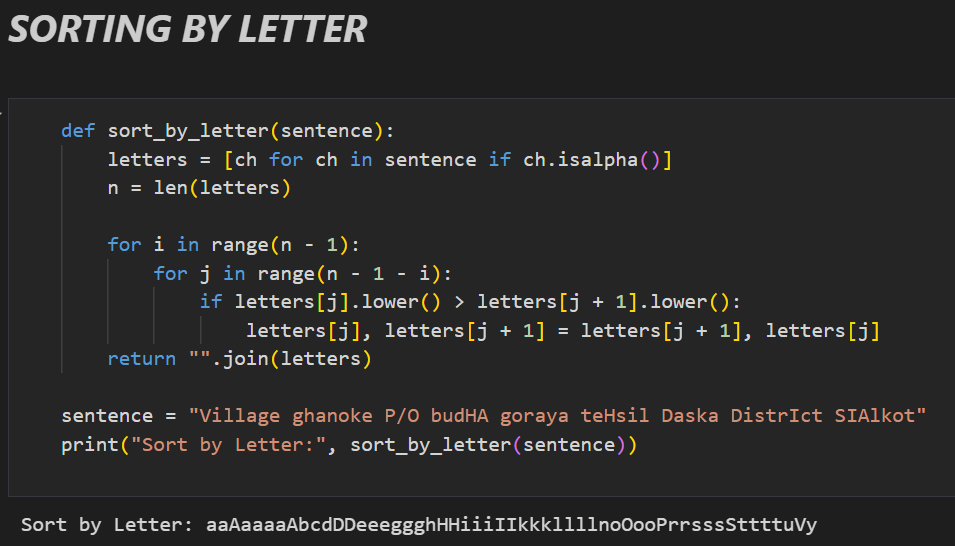 SORTING BY LETTER
def sort_by_letter(sentence):
    letters = [ch for ch in sentence if ch.isalpha()]
    n = len(letters)
    for i in range(n - 1):
        for j in range(n - 1 - i):
            if letters[j].lower() > letters[j + 1].lower():
                letters[j], letters[j + 1] = letters[j + 1], letters[j]
    return "".join(letters)
sentence = "Village ghanoke P/O budHA goraya teHsil Daska DistrIct SIAlkot"
print("Sort by Letter:", sort_by_letter(sentence))
Sort by Letter: aaAaaaaAbcdDDeeeggghHHiiiIIkkkllllnoOooPrrsssSttttuVy